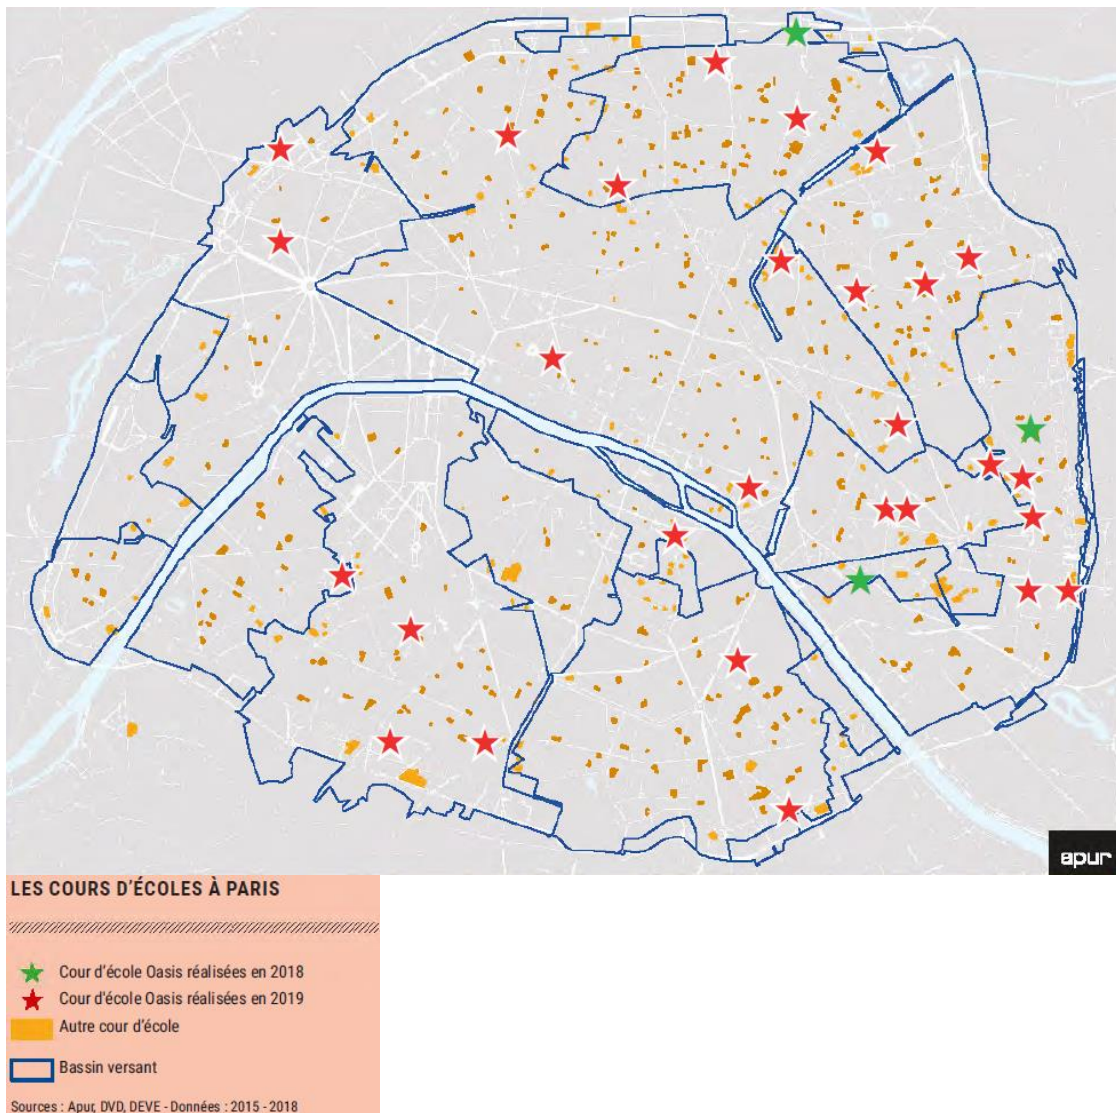 apur
LES COURS D'ÉCOLES À PARIS
Cour d'école Oasis réalisées en 2018
Cour d'école Oasis réalisées en 2019
Autre cour d'école
Bassin versant
Sources : Apur, DVD, DEVE - Données : 2015 - 2018